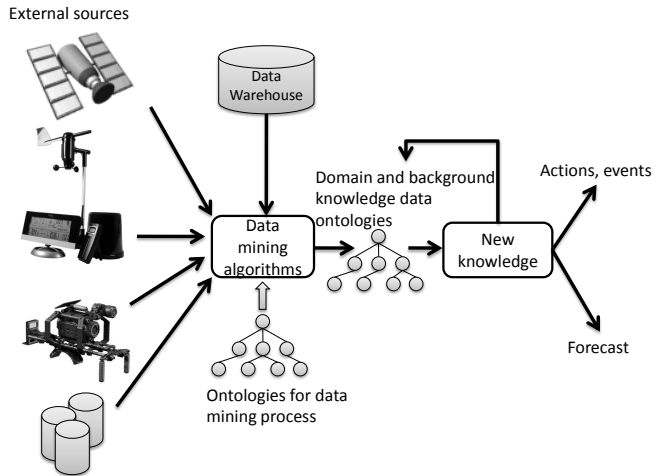 External sources
Data
Warehouse
Domain and background
knowledge data
ontologies
Actions, events
Data
mining
algorithms
New
knowledge
Forecast
Ontologies for data
mining process